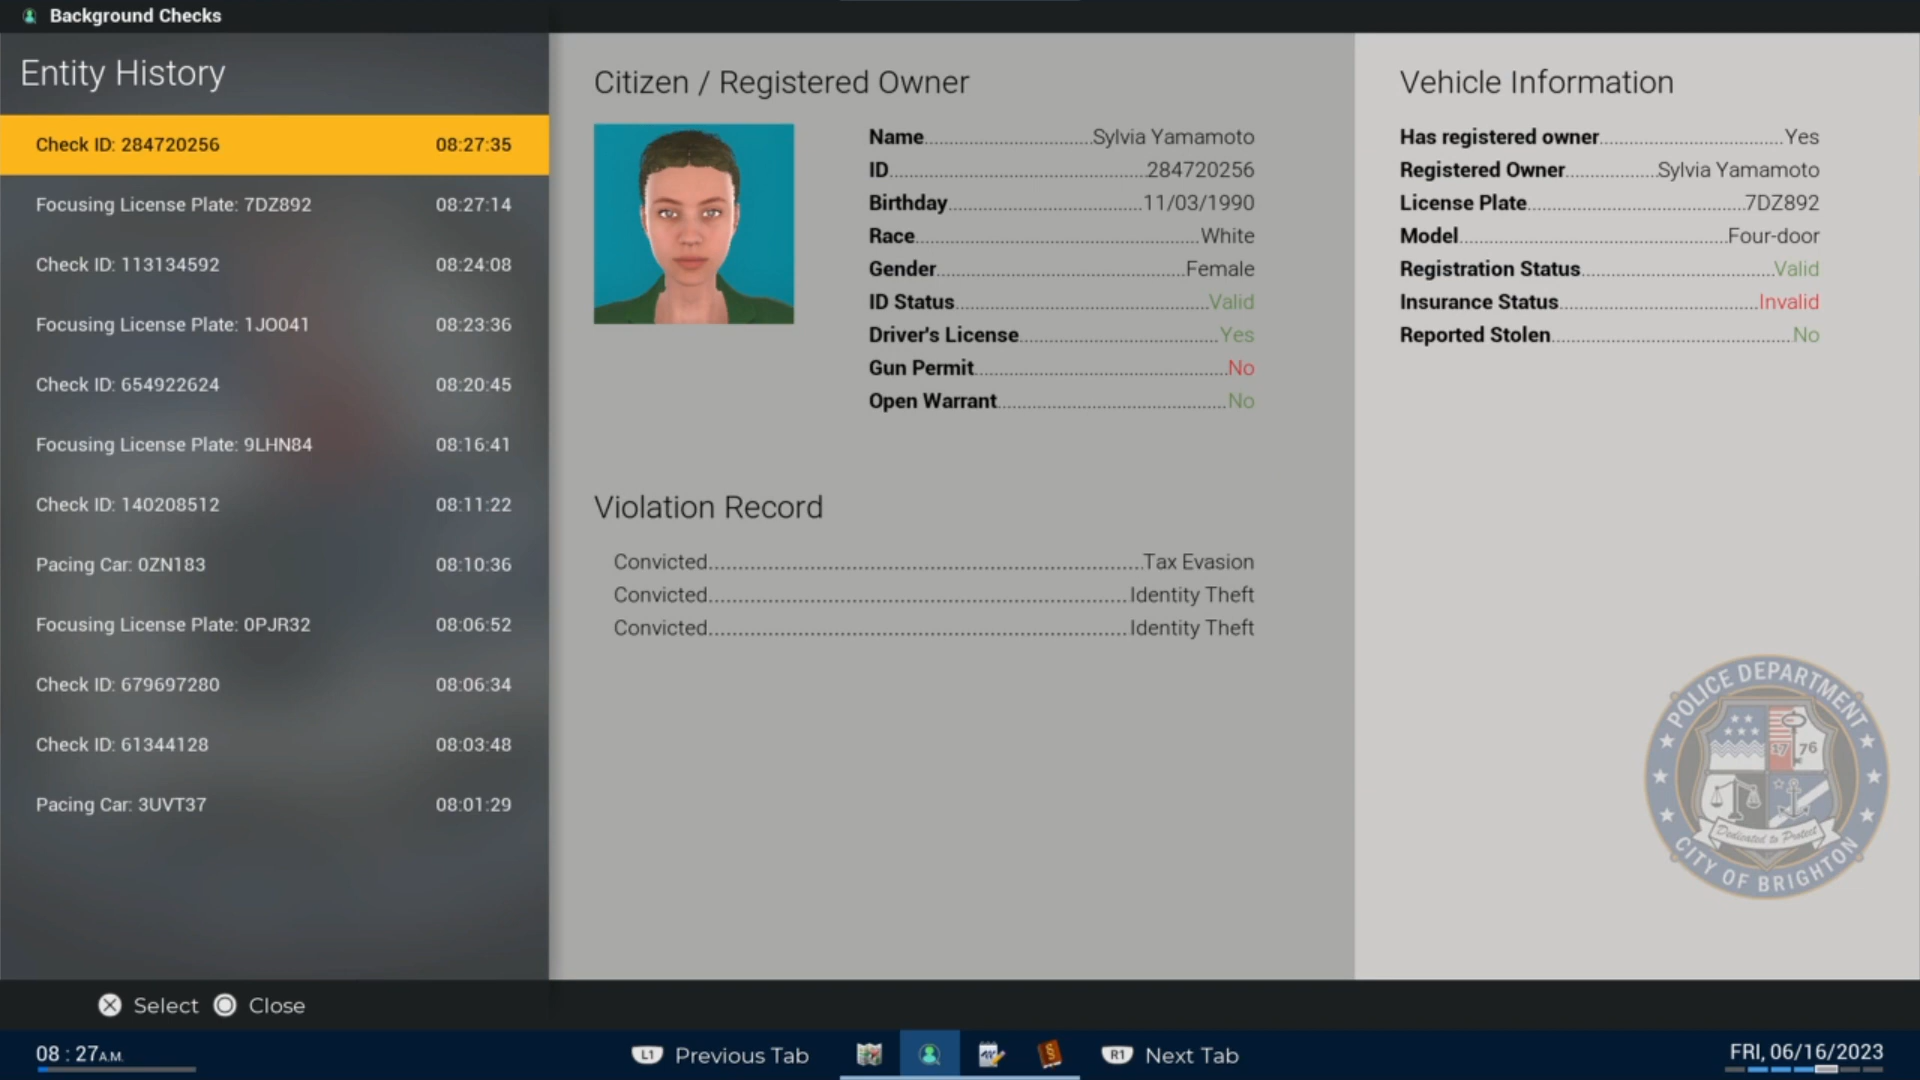 Background Checks
Entity History
Check ID: 284720256 08:27:35
Focusing License Plate: 7DZ892 08:27:14
Check ID: 113134592 08:24:08
Focusing License Plate: 1JO041 08:23:36
Check ID: 654922624 08:20:45
Focusing License Plate: 9LHN84 08:16:41
Check ID: 140208512 08:11:22
Pacing Car: 0ZN183 08:10:36
Focusing License Plate: 0PJR32 08:06:52
Check ID: 679697280 08:06:34
Check ID: 61344128 08:03:48
Pacing Car: 3UVT37 08:01:29
Citizen / Registered Owner
Name Sylvia Yamamoto
ID 284720256
Birthday 11/03/1990
Race White
Gender Female
ID Status Valid
Driver's License Yes
Gun Permit No
Open Warrant No
Violation Record
Convicted Tax Evasion
Convicted Identity Theft
Convicted Identity Theft
Vehicle Information
Has registered owner Yes
Registered Owner Sylvia Yamamoto
License Plate 7DZ892
Model Four-door
Registration Status Valid
Insurance Status Invalid
Reported Stolen No
POLICE DEPARTMENT
17 76
Dedicated to Protect
CITY OF BRIGHTON
Select Close
08 : 27 A.M.
L1 Previous Tab
R1 Next Tab
FRI, 06/16/2023